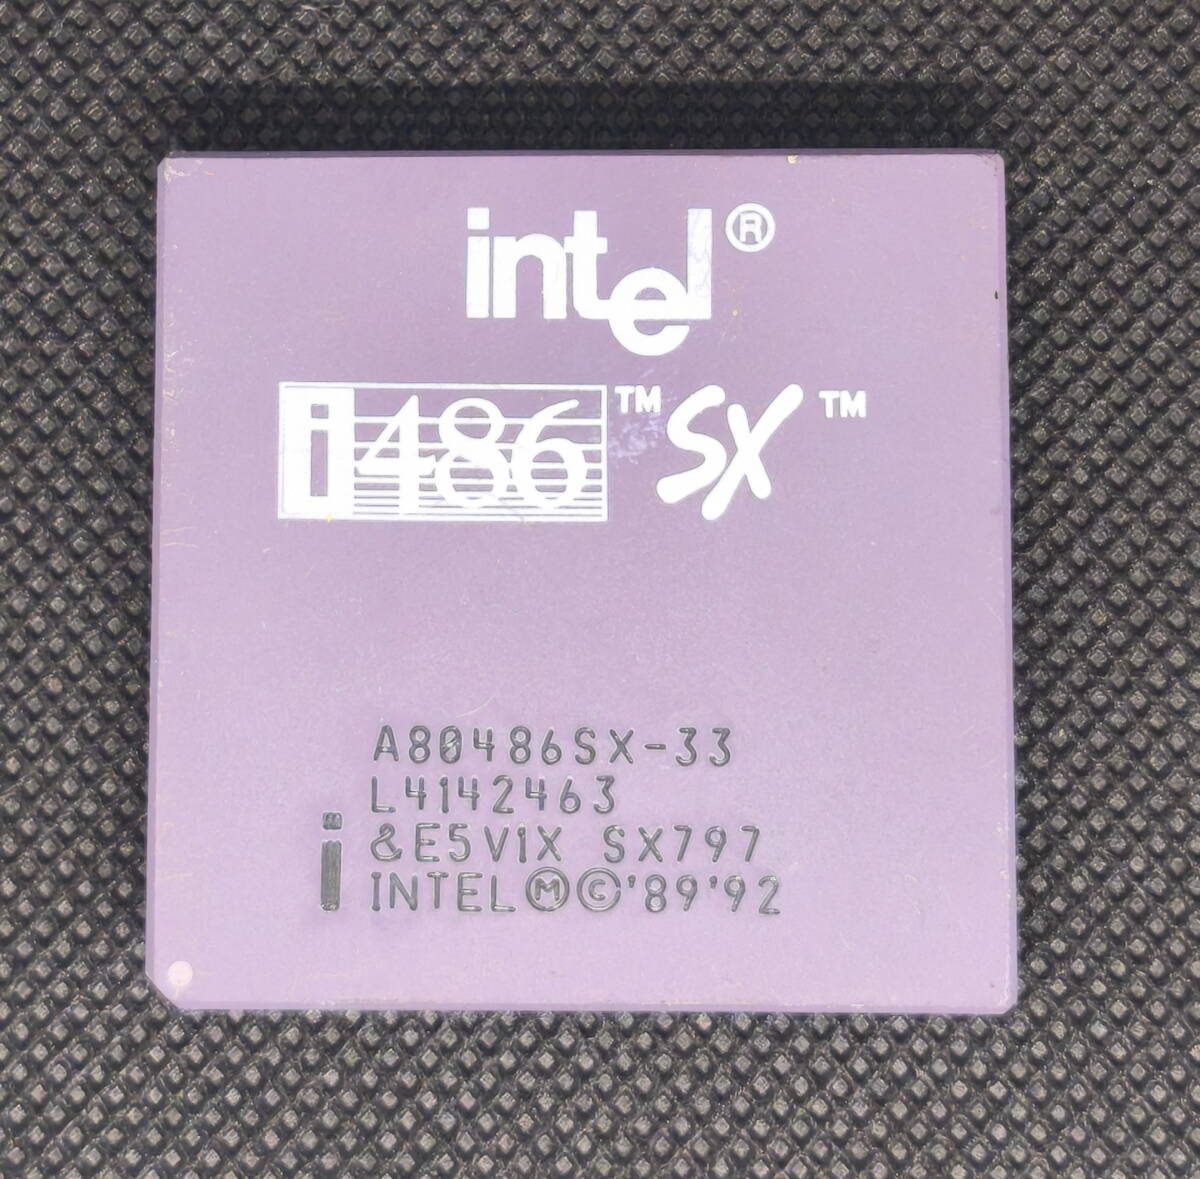 intel®
i486™ SX™
A80486SX-33
L4142463
&E5V1X SX797
INTEL Ⓜ©'89'92